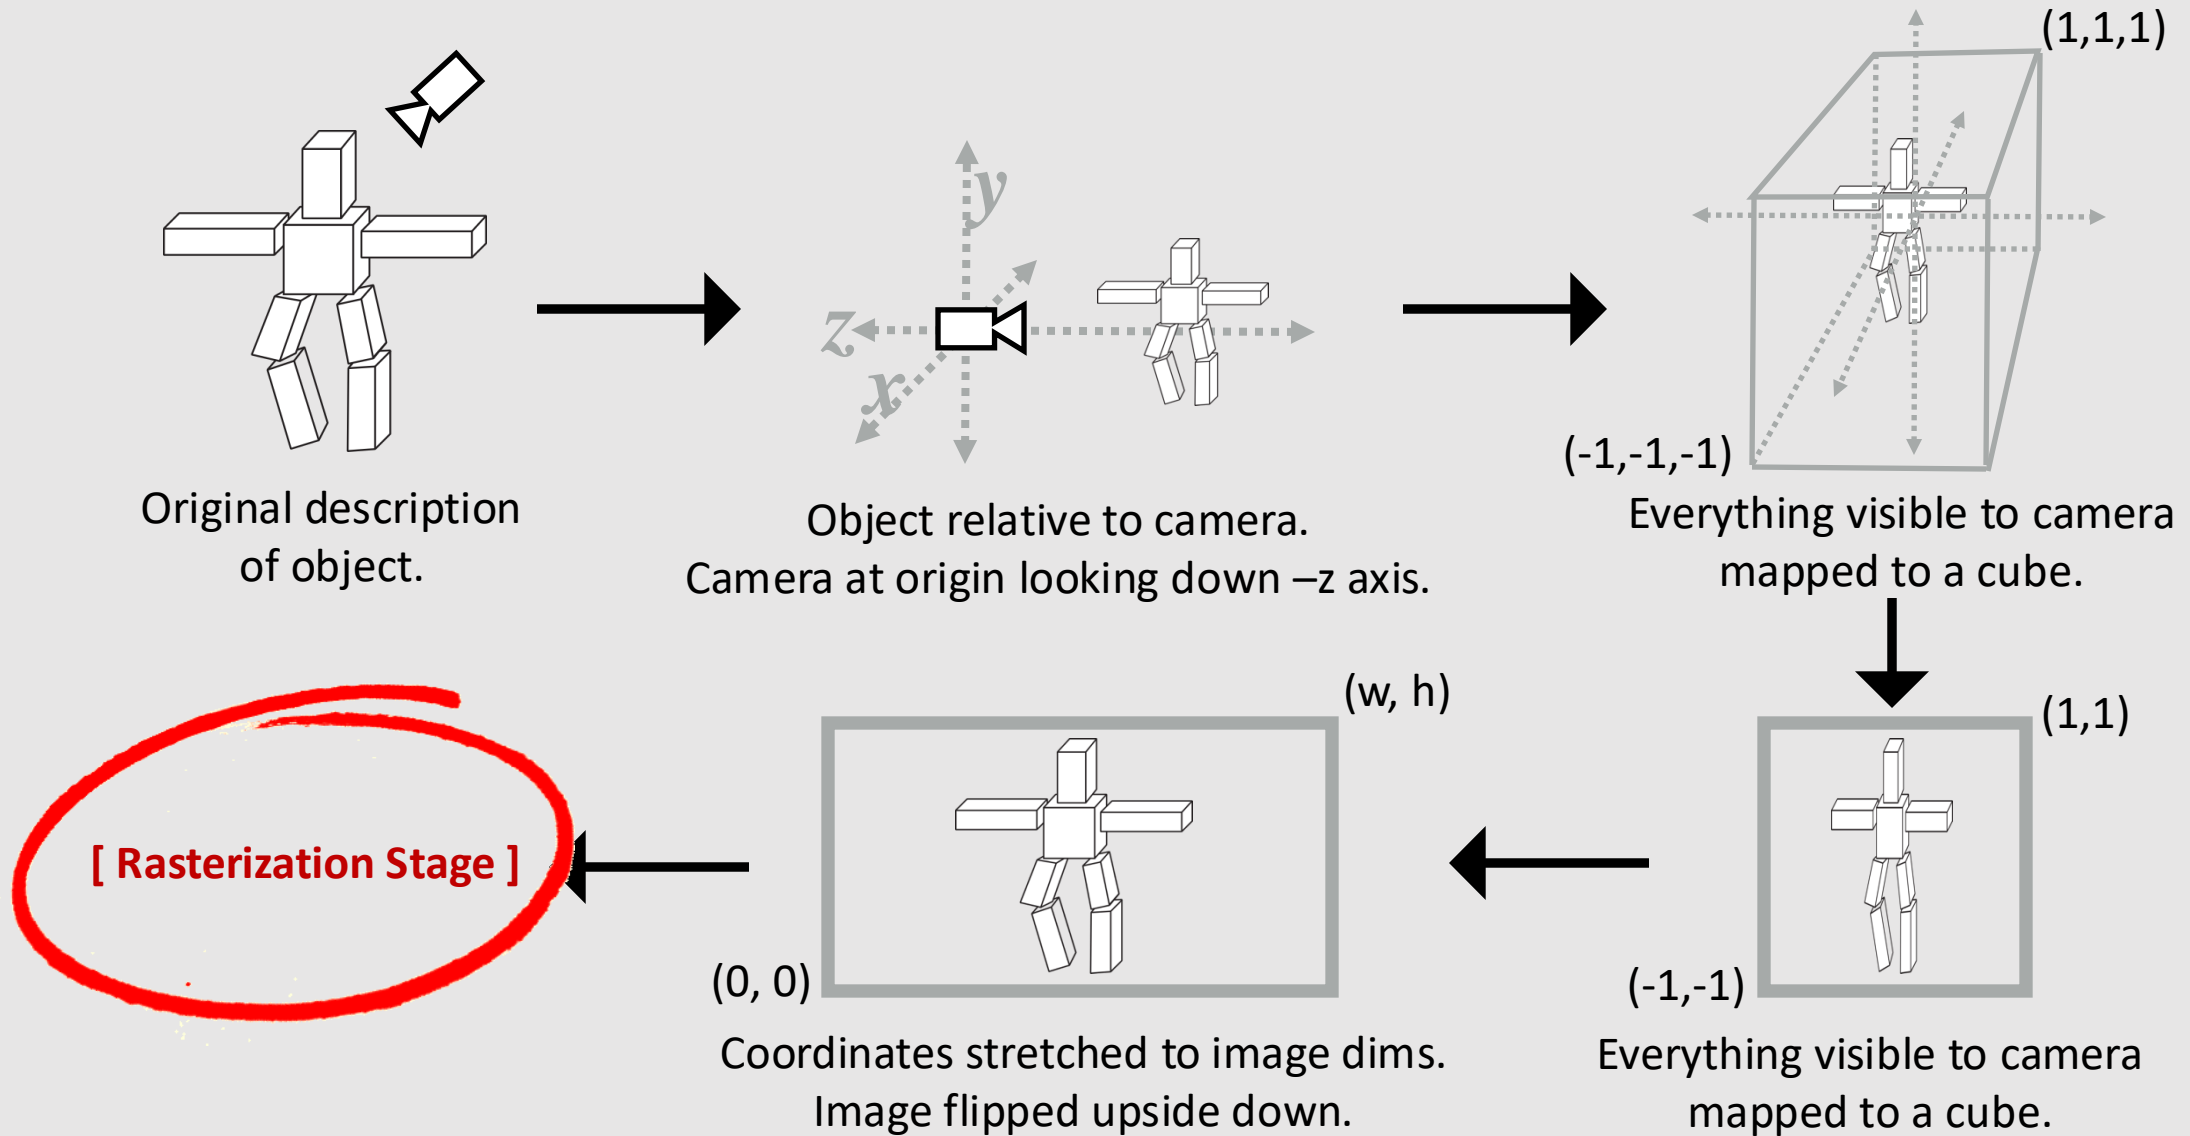 Original description
of object.
y
z
x
Object relative to camera.
Camera at origin looking down –z axis.
(1,1,1)
(-1,-1,-1)
Everything visible to camera
mapped to a cube.
(1,1)
(-1,-1)
Everything visible to camera
mapped to a cube.
(w, h)
(0, 0)
Coordinates stretched to image dims.
Image flipped upside down.
[ Rasterization Stage ]